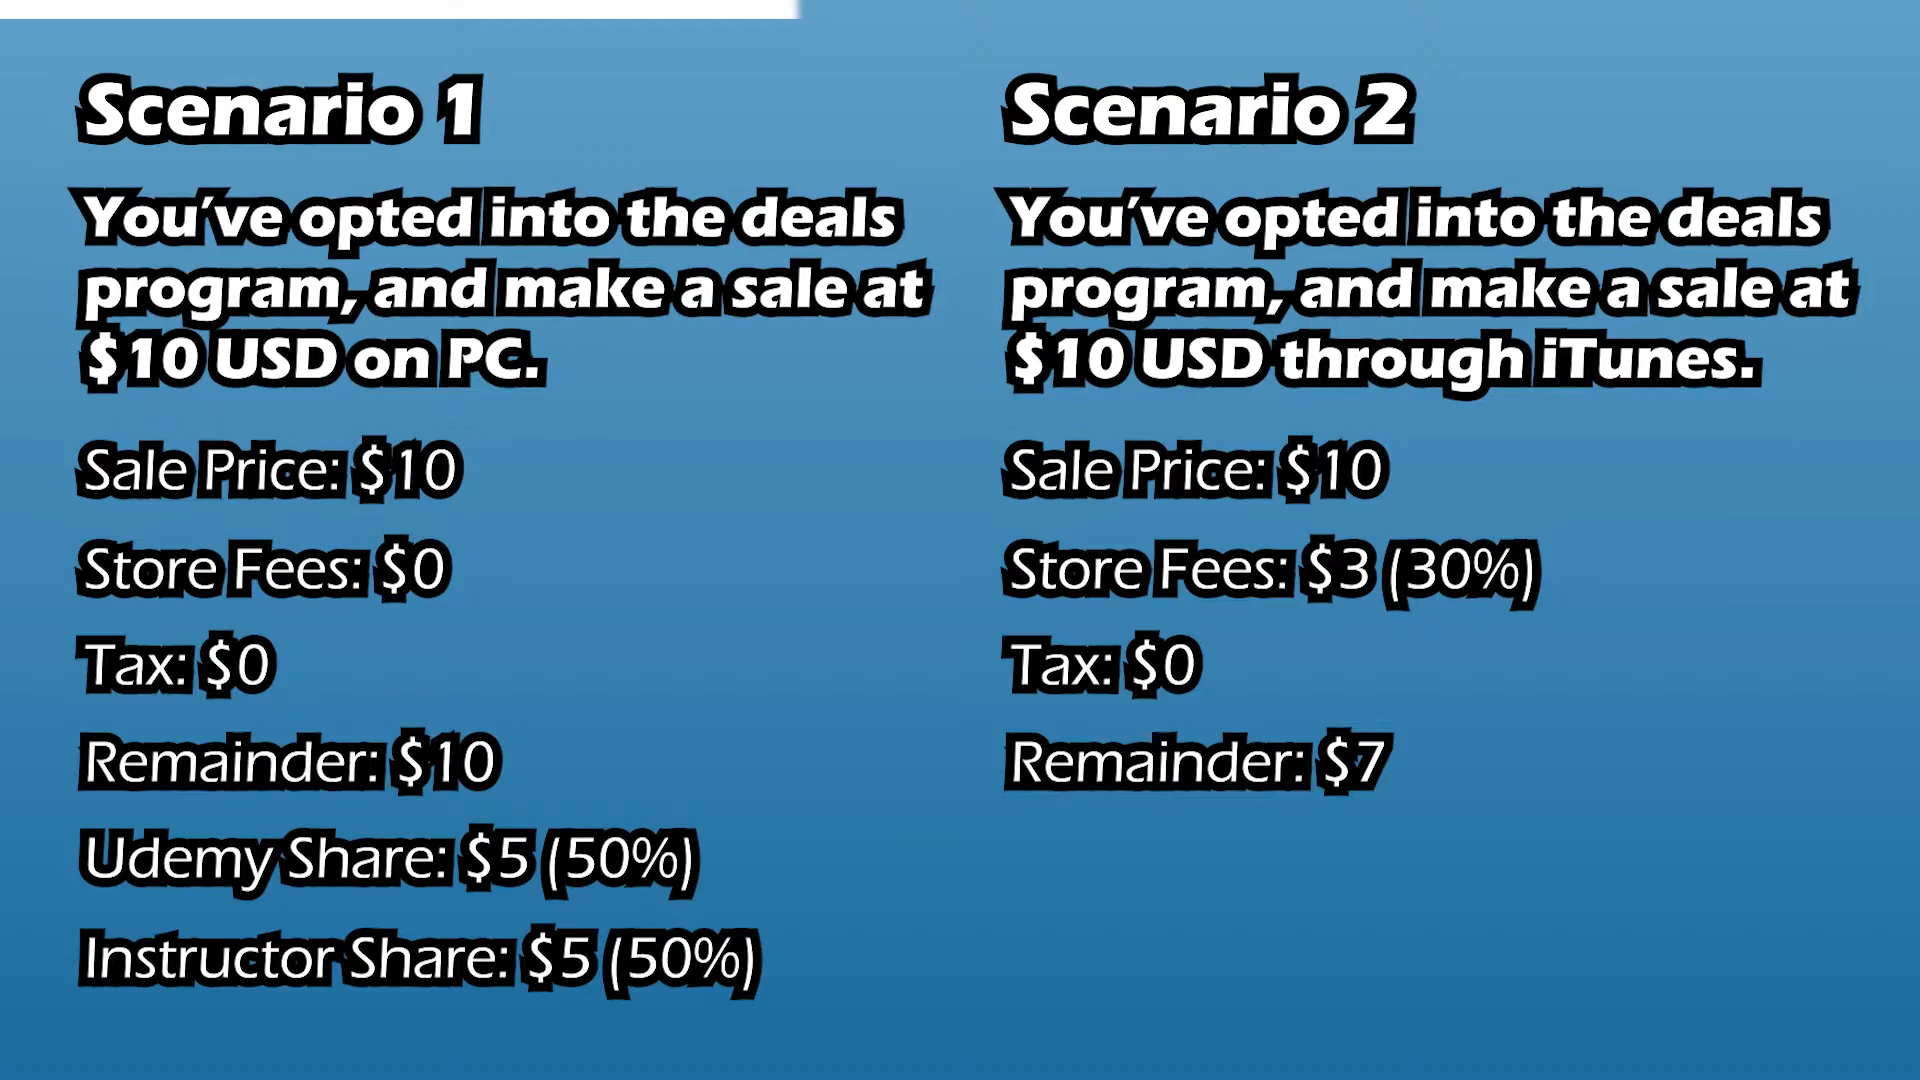 Scenario 1
You've opted into the deals
program, and make a sale at
$10 USD on PC.
Sale Price: $10
Store Fees: $0
Tax: $0
Remainder: $10
Udemy Share: $5 (50%)
Instructor Share: $5 (50%)
Scenario 2
You've opted into the deals
program, and make a sale at
$10 USD through iTunes.
Sale Price: $10
Store Fees: $3 (30%)
Tax: $0
Remainder: $7